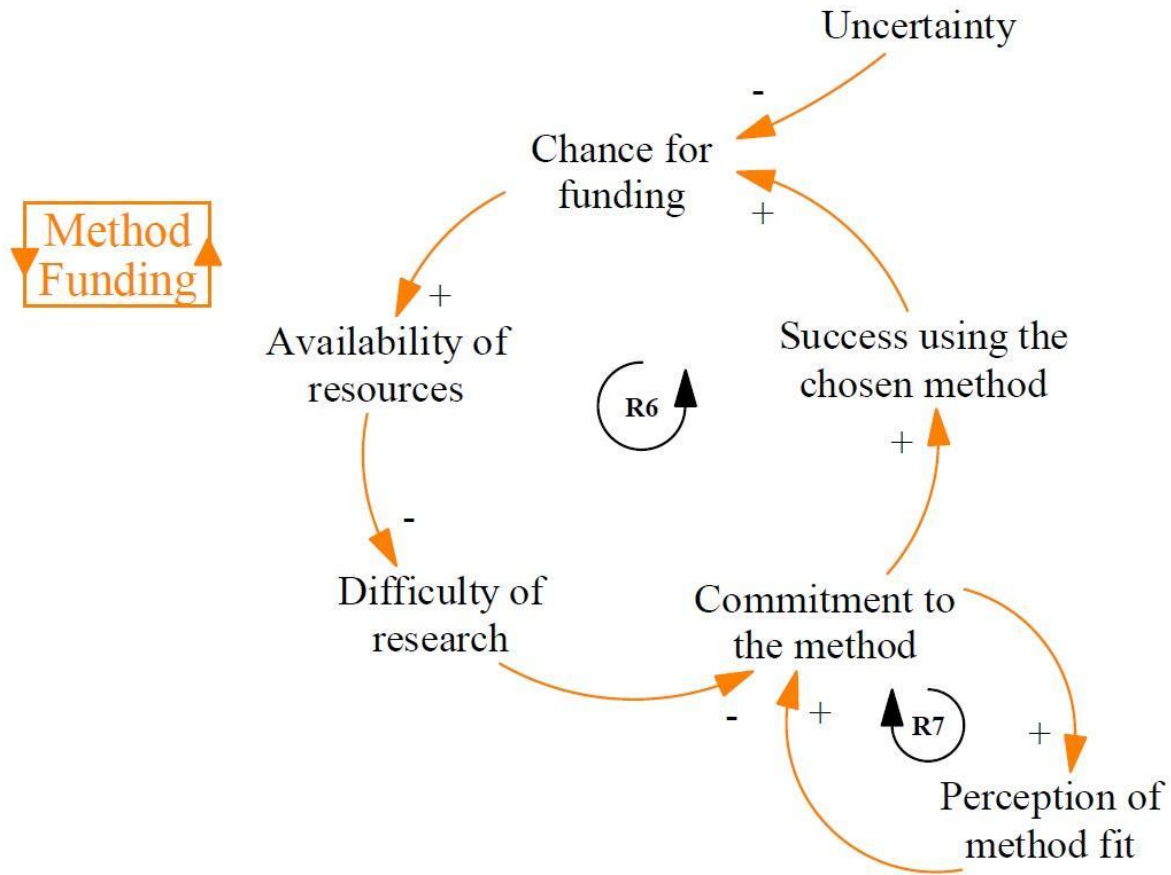 Uncertainty
-
Chance for
funding
+
Method
Funding
+
Availability of
resources
Success using the
chosen method
R6
+
-
Difficulty of
research
Commitment to
the method
-
+
R7
+
Perception of
method fit